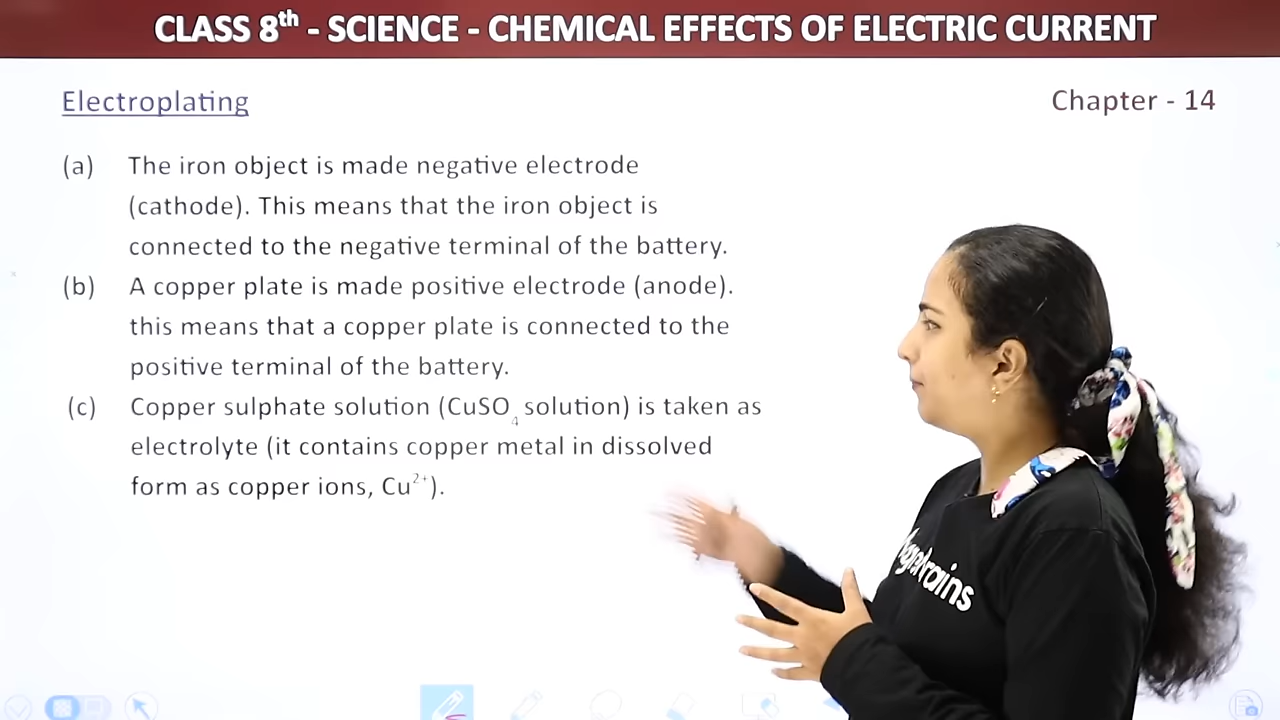 CLASS 8th - SCIENCE - CHEMICAL EFFECTS OF ELECTRIC CURRENT
Electroplating
Chapter - 14
(a) The iron object is made negative electrode
(cathode). This means that the iron object is
connected to the negative terminal of the battery.
(b) A copper plate is made positive electrode (anode).
this means that a copper plate is connected to the
positive terminal of the battery.
(c) Copper sulphate solution (CuSO₄ solution) is taken as
electrolyte (it contains copper metal in dissolved
form as copper ions, Cu²⁺).